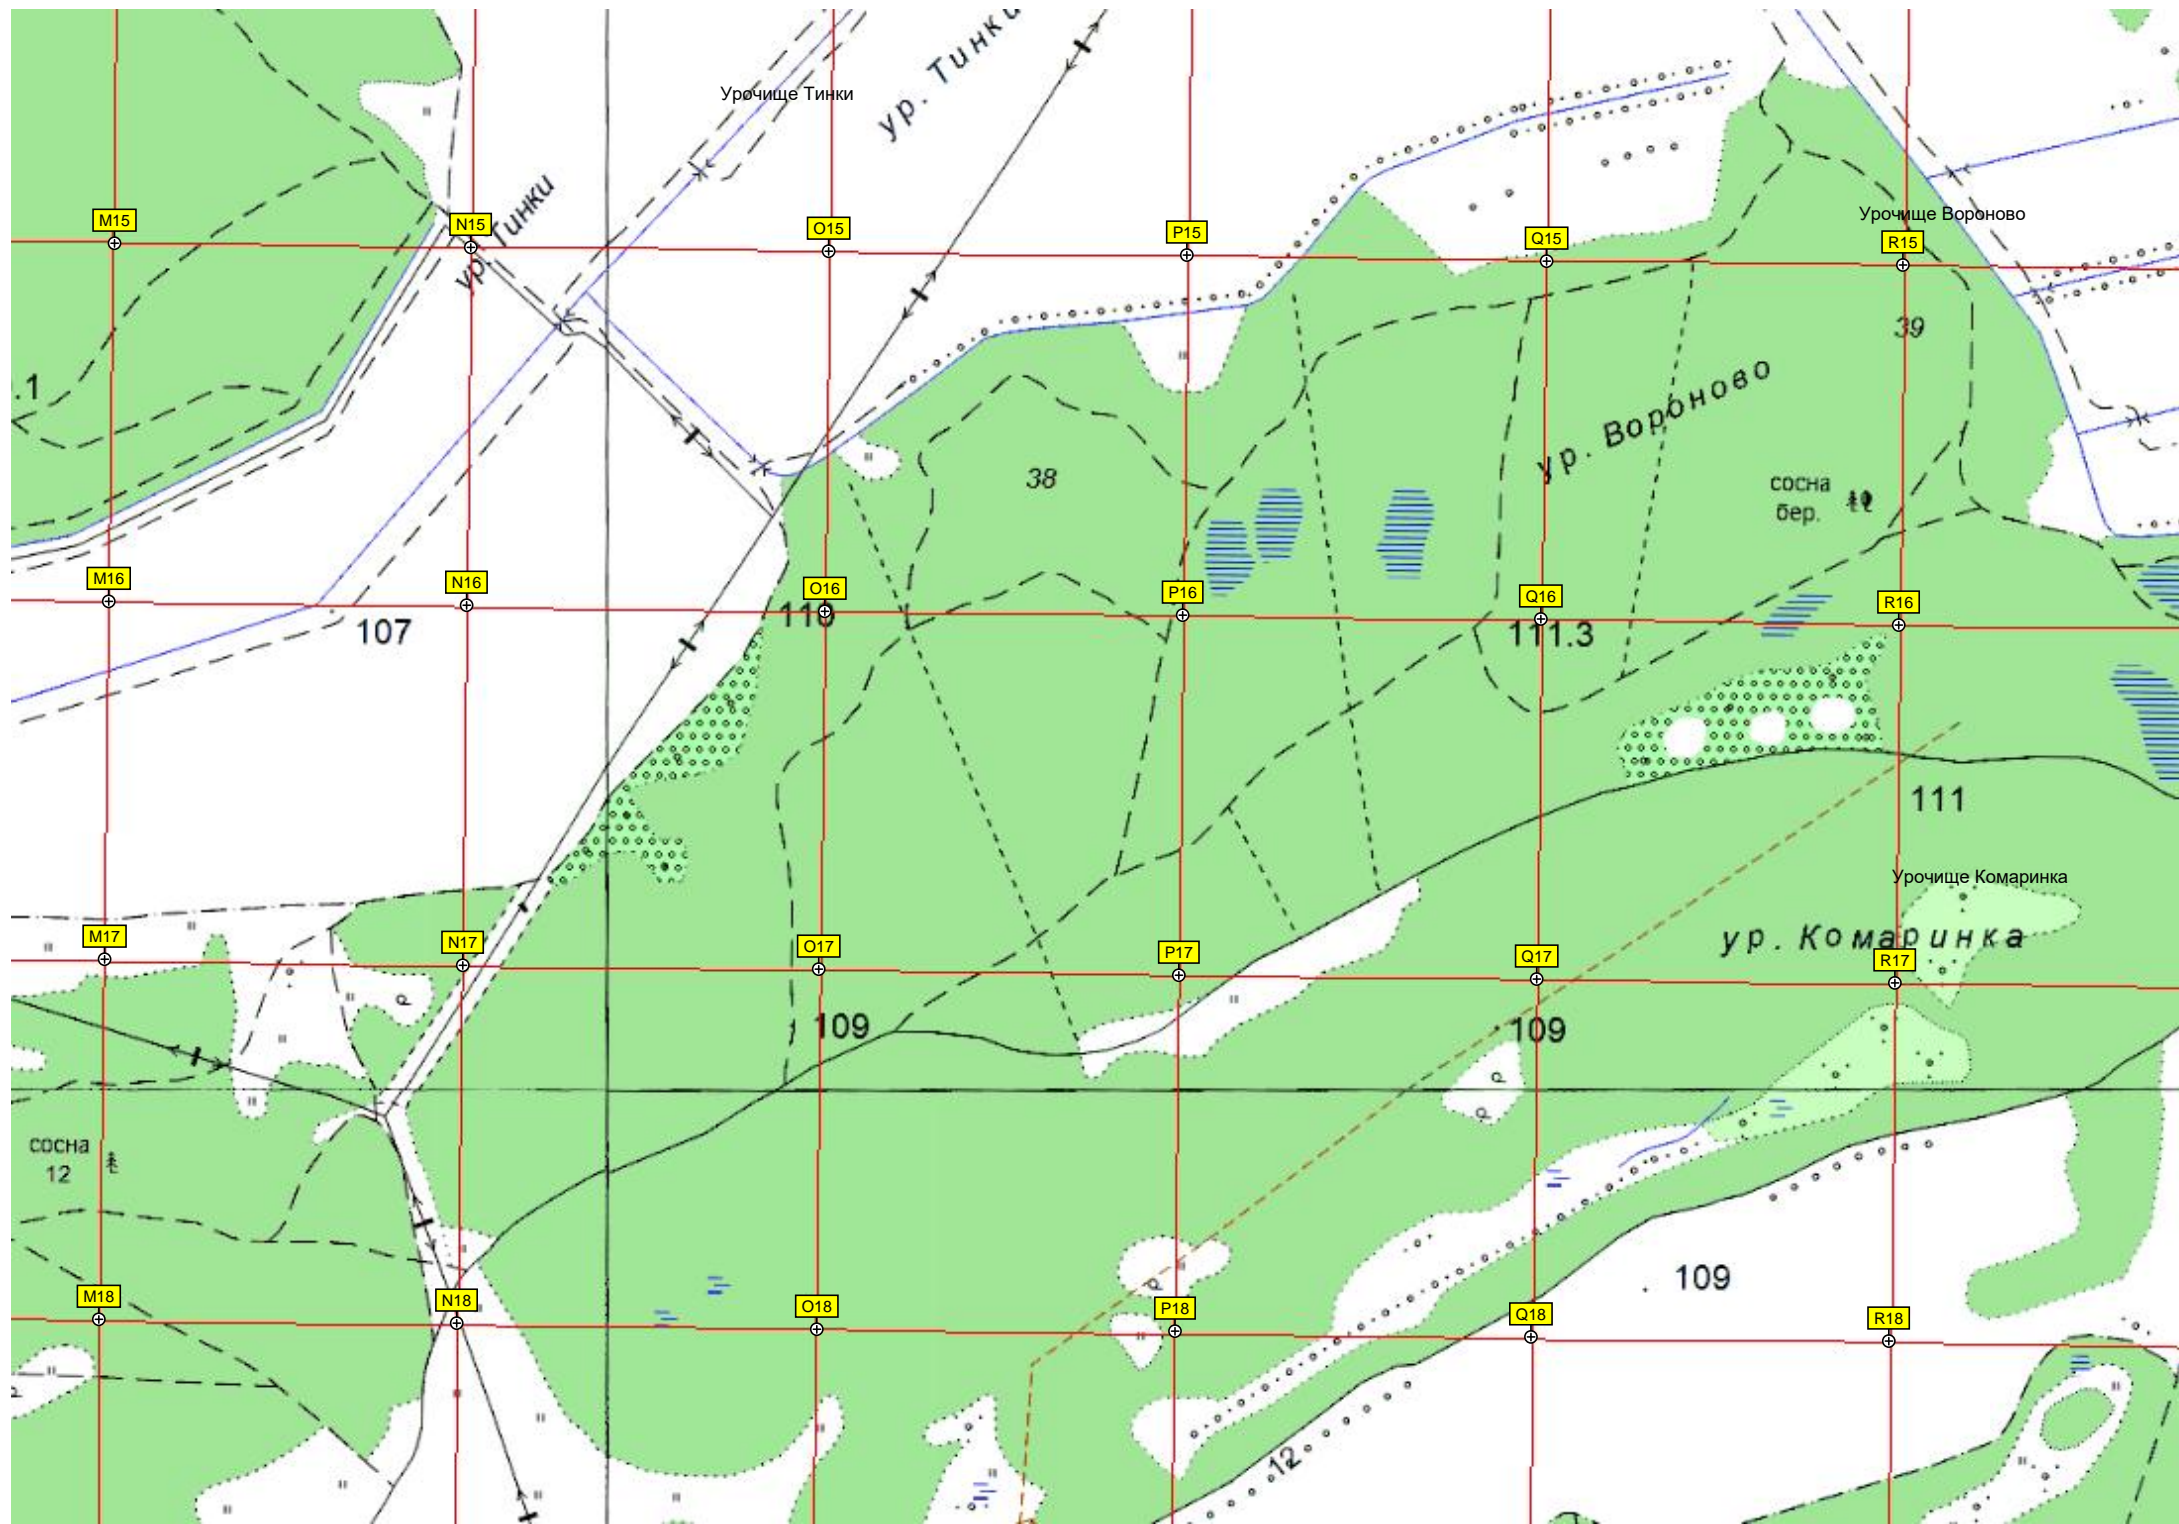 ур. Тинки
Урочище Тинки
Урочище Вороново
M15
N15
O15
P15
Q15
R15
ур. Тинки
39
.1
ур. Вороново
38
сосна
бер.
M16
N16
O16
P16
Q16
R16
107
110
111.3
111
Урочище Комаринка
ур. Комаринка
M17
N17
O17
P17
Q17
R17
109
109
сосна
12
109
M18
N18
O18
P18
Q18
R18
12